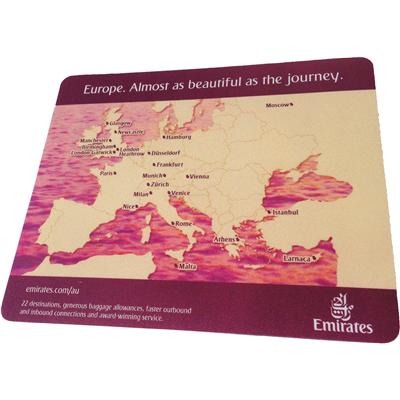 Europe. Almost as beautiful as the journey.
Moscow
Glasgow
Newcastle
Manchester
Hamburg
Birmingham
London
London Gatwick
Heathrow
Düsseldorf
Frankfurt
Paris
Munich
Vienna
Zürich
Milan
Venice
Nice
Istanbul
Rome
Athens
Larnaca
Malta
emirates.com/au
22 destinations, generous baggage allowances, faster outbound
and inbound connections and award-winning service.
Emirates